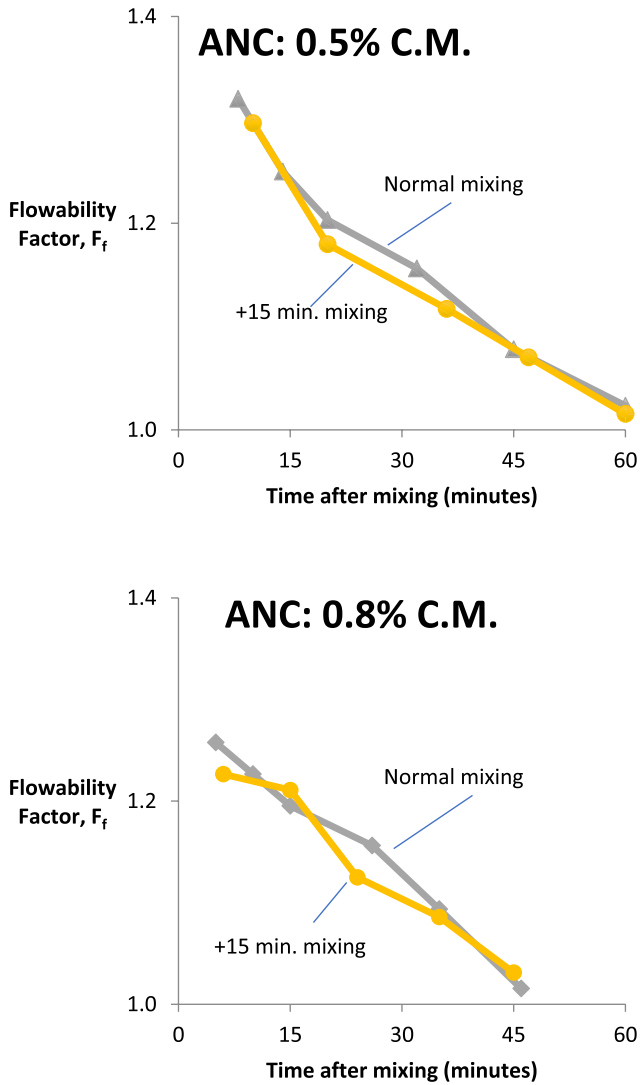 1.4
ANC: 0.5% C.M.
Normal mixing
Flowability
Factor, Ff
1.2
+15 min. mixing
1.0
0 15 30 45 60
Time after mixing (minutes)
1.4
ANC: 0.8% C.M.
Normal mixing
Flowability
Factor, Ff
1.2
+15 min. mixing
1.0
0 15 30 45 60
Time after mixing (minutes)